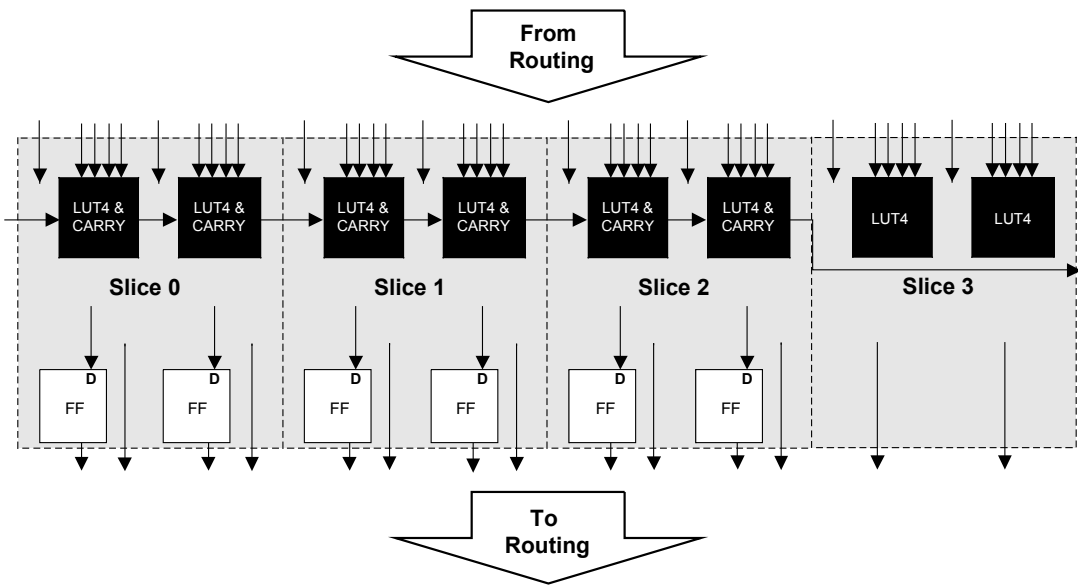 From
Routing
LUT4 &
CARRY
LUT4 &
CARRY
LUT4 &
CARRY
LUT4 &
CARRY
LUT4 &
CARRY
LUT4 &
CARRY
LUT4
LUT4
Slice 0
Slice 1
Slice 2
Slice 3
D
FF
D
FF
D
FF
D
FF
D
FF
D
FF
To
Routing